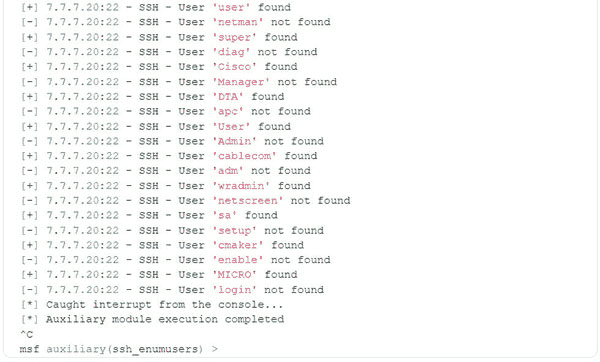 [+] 7.7.7.20:22 - SSH - User 'user' found
[-] 7.7.7.20:22 - SSH - User 'netman' not found
[+] 7.7.7.20:22 - SSH - User 'super' found
[-] 7.7.7.20:22 - SSH - User 'diag' not found
[+] 7.7.7.20:22 - SSH - User 'Cisco' found
[-] 7.7.7.20:22 - SSH - User 'Manager' not found
[+] 7.7.7.20:22 - SSH - User 'DTA' found
[-] 7.7.7.20:22 - SSH - User 'apc' not found
[+] 7.7.7.20:22 - SSH - User 'User' found
[-] 7.7.7.20:22 - SSH - User 'Admin' not found
[+] 7.7.7.20:22 - SSH - User 'cablecom' found
[-] 7.7.7.20:22 - SSH - User 'adm' not found
[+] 7.7.7.20:22 - SSH - User 'wradmin' found
[-] 7.7.7.20:22 - SSH - User 'netscreen' not found
[+] 7.7.7.20:22 - SSH - User 'sa' found
[-] 7.7.7.20:22 - SSH - User 'setup' not found
[+] 7.7.7.20:22 - SSH - User 'cmaker' found
[-] 7.7.7.20:22 - SSH - User 'enable' not found
[+] 7.7.7.20:22 - SSH - User 'MICRO' found
[-] 7.7.7.20:22 - SSH - User 'login' not found
[*] Caught interrupt from the console...
[*] Auxiliary module execution completed
^C
msf auxiliary(ssh_enumusers) >